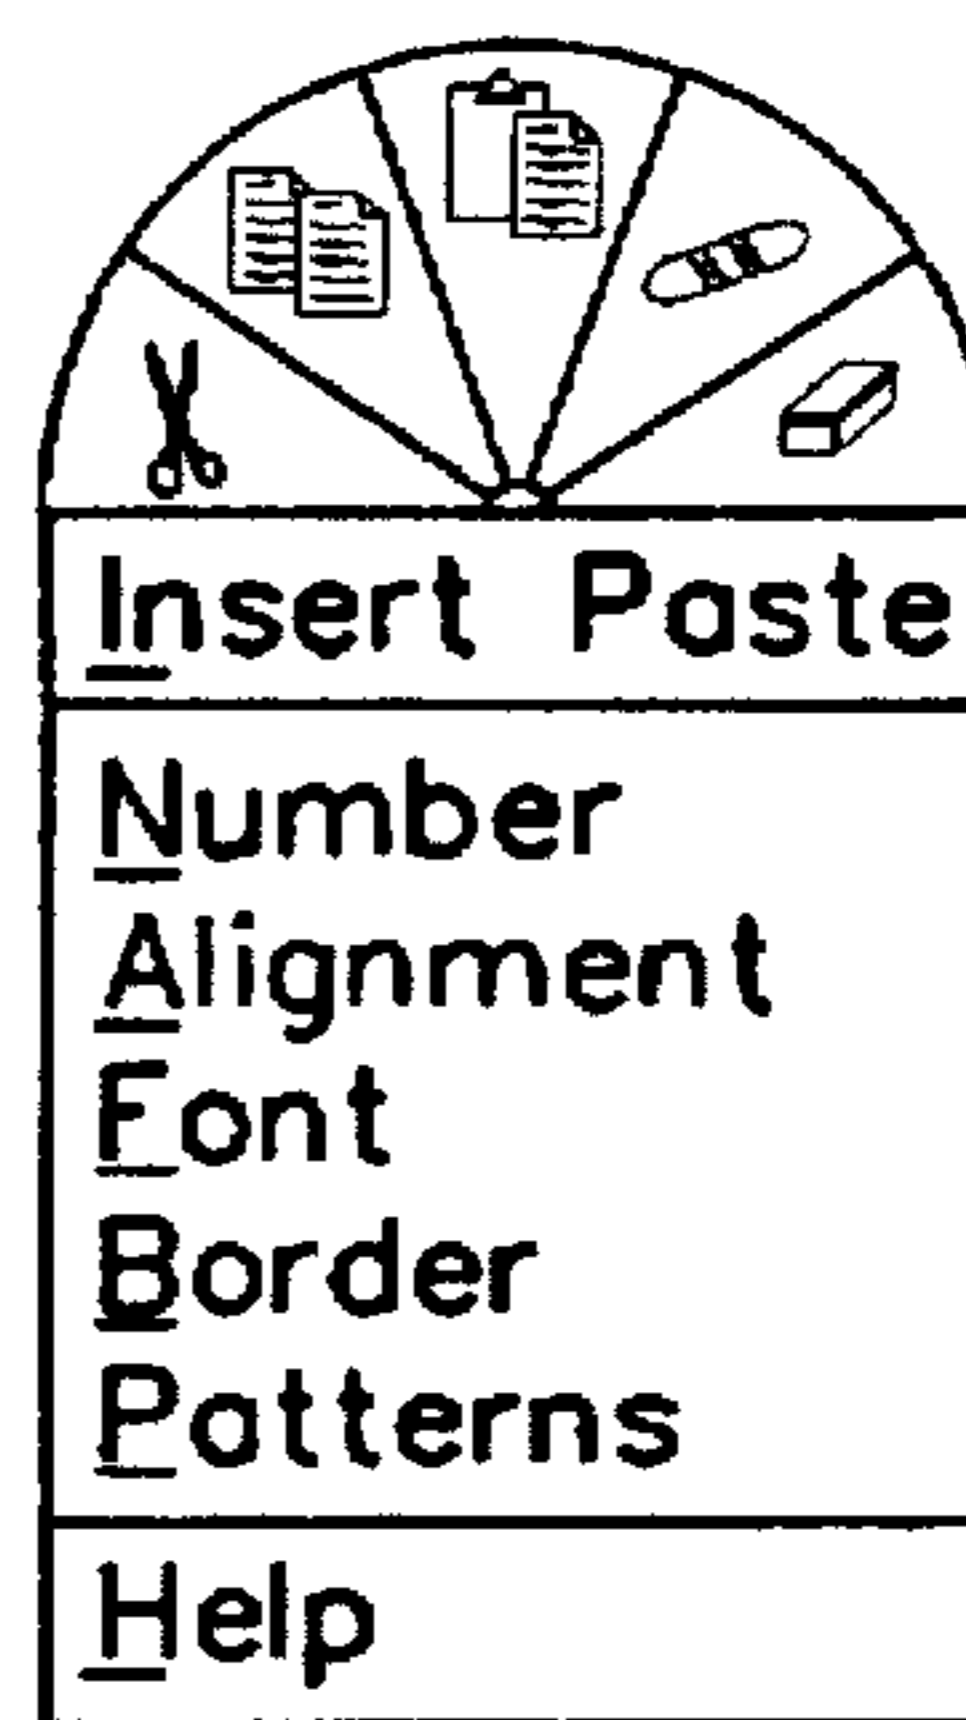 Insert Paste
Number
Alignment
Font
Border
Patterns
Help